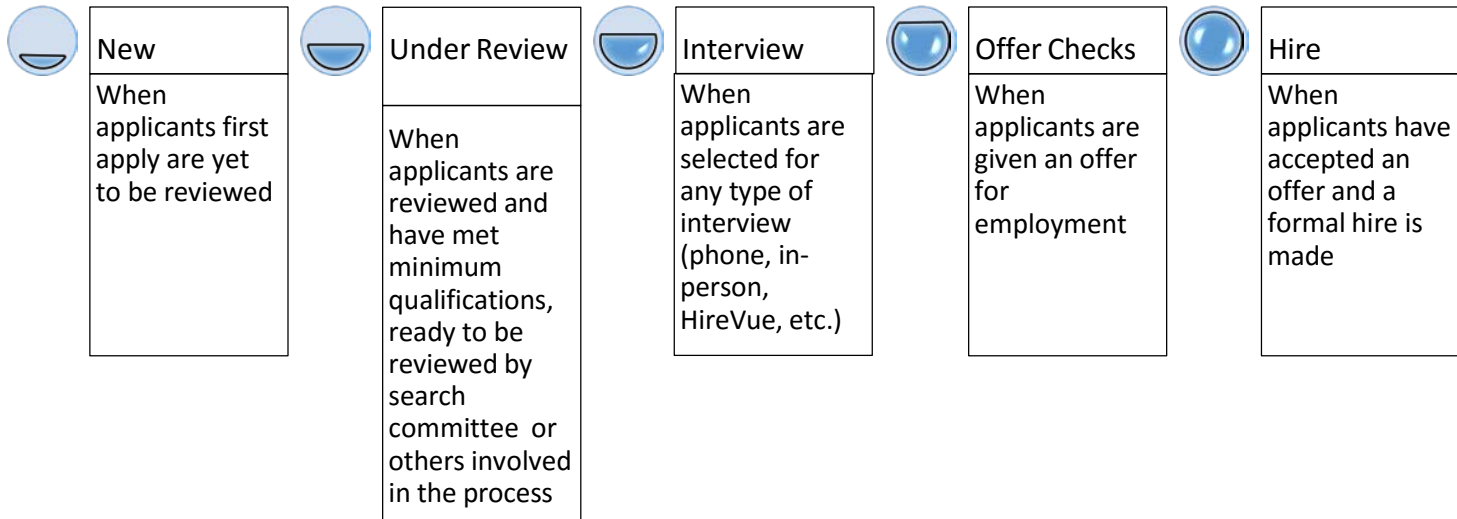 New
When
applicants first
apply are yet
to be reviewed
Under Review
When
applicants are
reviewed and
have met
minimum
qualifications,
ready to be
reviewed by
search
committee or
others involved
in the process
Interview
When
applicants are
selected for
any type of
interview
(phone, in-
person,
HireVue, etc.)
Offer Checks
When
applicants are
given an offer
for
employment
Hire
When
applicants have
accepted an
offer and a
formal hire is
made